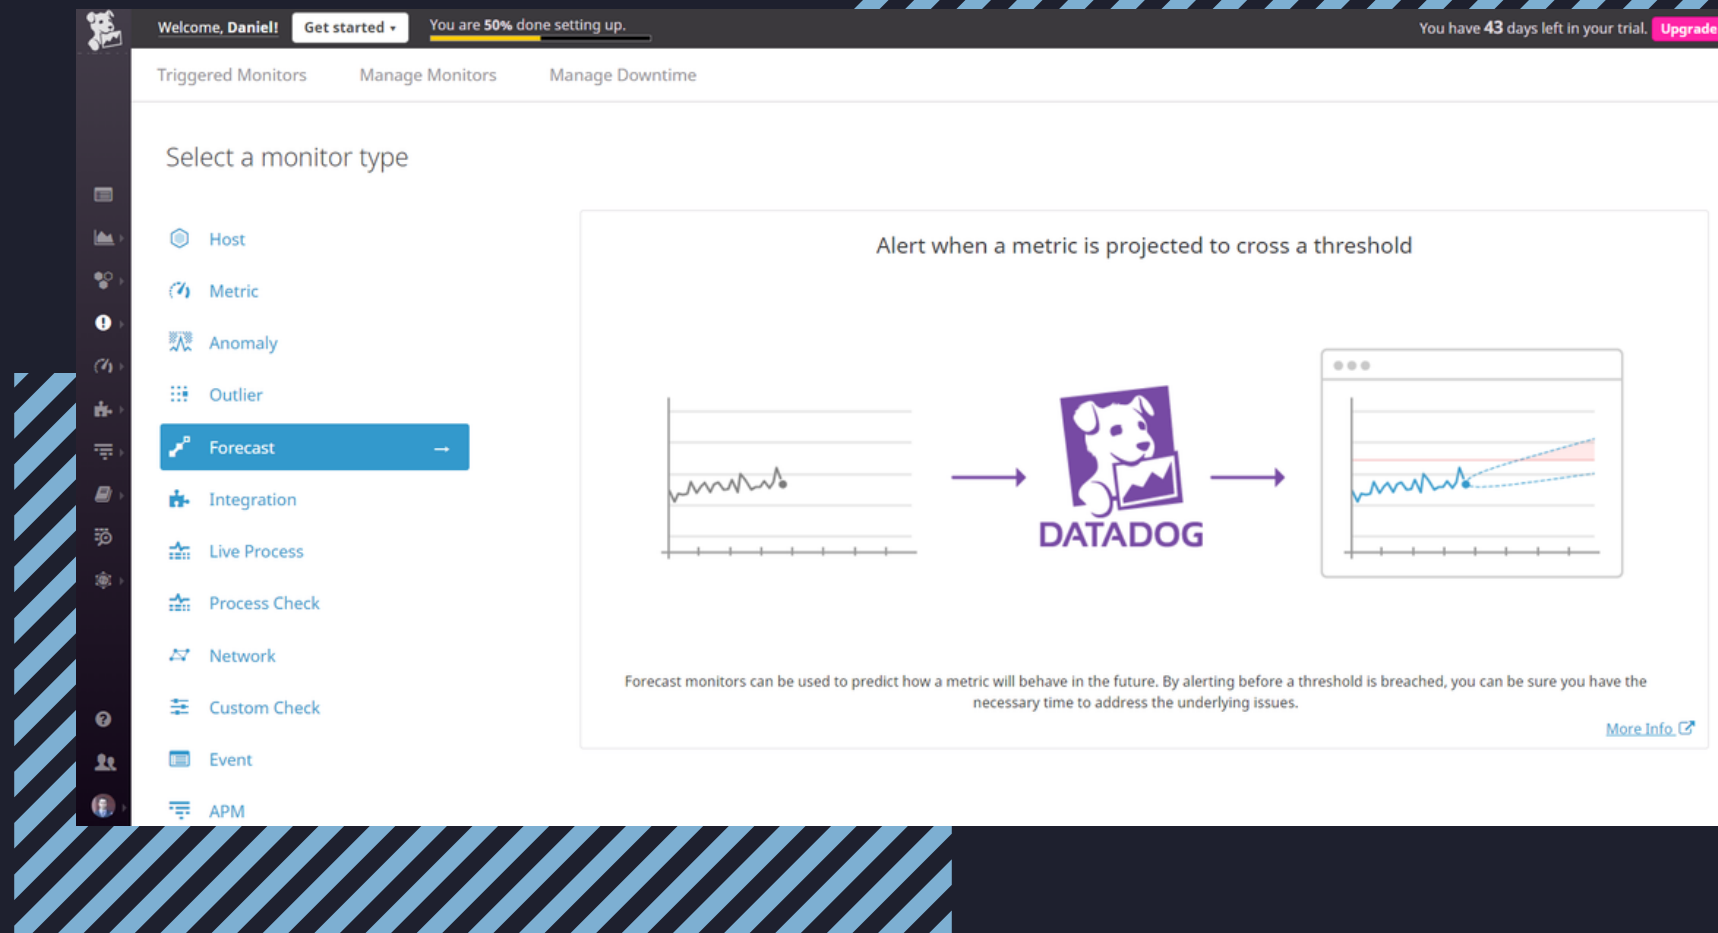 Welcome, Daniel!
Get started
You are 50% done setting up.
You have 43 days left in your trial.
Upgrade
Triggered Monitors
Manage Monitors
Manage Downtime
Select a monitor type
Host
Metric
Anomaly
Outlier
Forecast →
Integration
Live Process
Process Check
Network
Custom Check
Event
APM
Alert when a metric is projected to cross a threshold
DATADOG
Forecast monitors can be used to predict how a metric will behave in the future. By alerting before a threshold is breached, you can be sure you have the
necessary time to address the underlying issues.
More Info